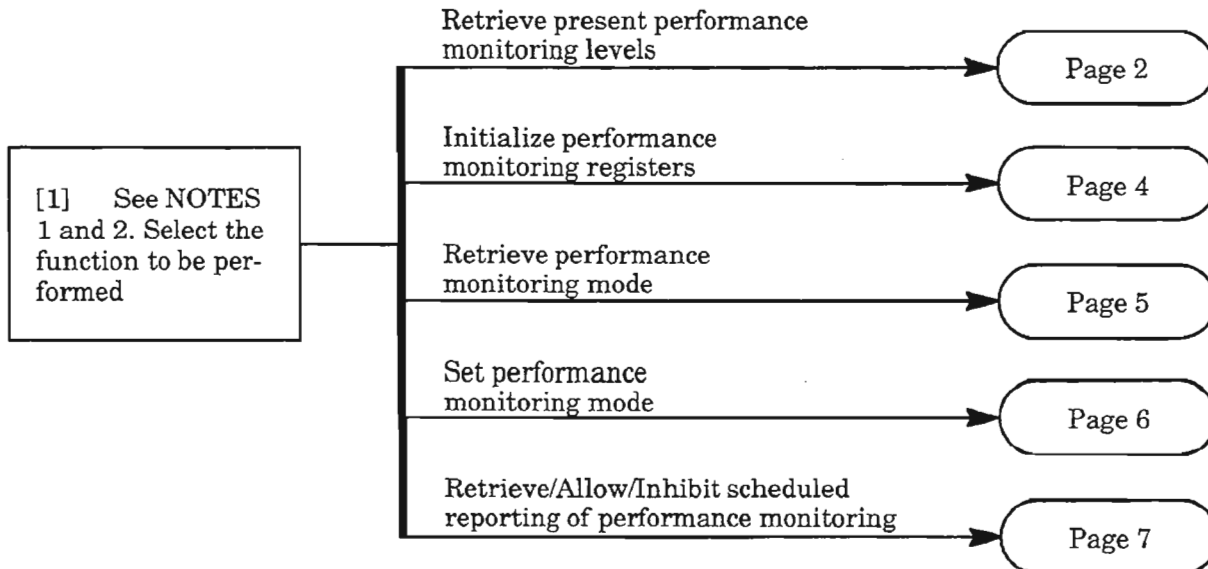 Retrieve present performance
monitoring levels
Page 2
Initialize performance
monitoring registers
Page 4
[1] See NOTES
1 and 2. Select the
function to be per-
formed
Retrieve performance
monitoring mode
Page 5
Set performance
monitoring mode
Page 6
Retrieve/Allow/Inhibit scheduled
reporting of performance monitoring
Page 7